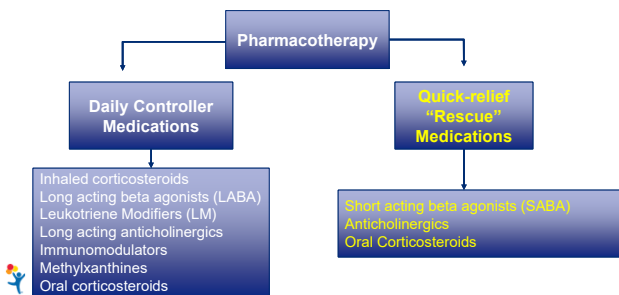 Pharmacotherapy
Daily Controller
Medications
Inhaled corticosteroids
Long acting beta agonists (LABA)
Leukotriene Modifiers (LM)
Long acting anticholinergics
Immunomodulators
Methylxanthines
Oral corticosteroids
Quick-relief
“Rescue”
Medications
Short acting beta agonists (SABA)
Anticholinergics
Oral Corticosteroids